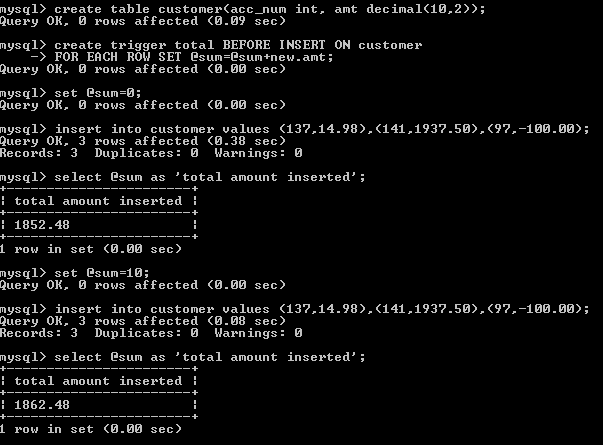 mysql> create table customer(acc_num int, amt decimal(10,2));
Query OK, 0 rows affected (0.09 sec)
mysql> create trigger total BEFORE INSERT ON customer
    -> FOR EACH ROW SET @sum=@sum+new.amt;
Query OK, 0 rows affected (0.00 sec)
mysql> set @sum=0;
Query OK, 0 rows affected (0.00 sec)
mysql> insert into customer values (137,14.98),(141,1937.50),(97,-100.00);
Query OK, 3 rows affected (0.38 sec)
Records: 3  Duplicates: 0  Warnings: 0
mysql> select @sum as 'total amount inserted';
+-----------------------+
¦ total amount inserted ¦
+-----------------------+
¦ 1852.48               ¦
+-----------------------+
1 row in set (0.00 sec)
mysql> set @sum=10;
Query OK, 0 rows affected (0.00 sec)
mysql> insert into customer values (137,14.98),(141,1937.50),(97,-100.00);
Query OK, 3 rows affected (0.08 sec)
Records: 3  Duplicates: 0  Warnings: 0
mysql> select @sum as 'total amount inserted';
+-----------------------+
¦ total amount inserted ¦
+-----------------------+
¦ 1862.48               ¦
+-----------------------+
1 row in set (0.00 sec)